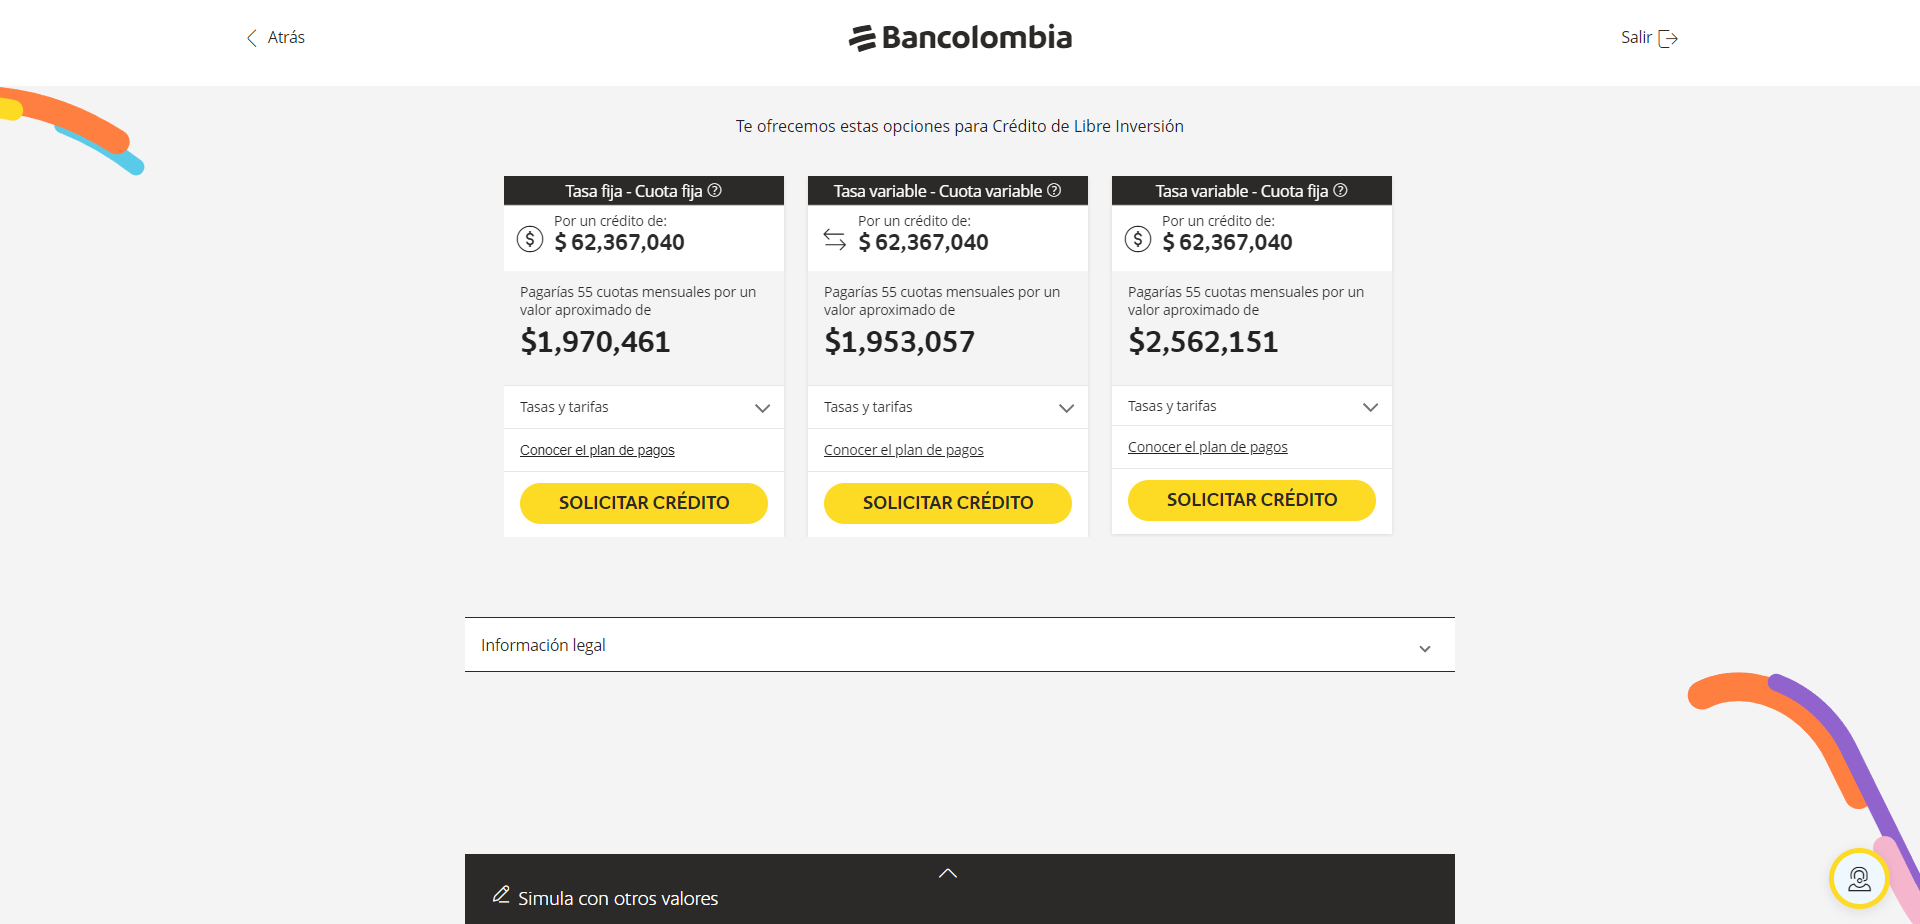 Atrás
Bancolombia
Salir
Te ofrecemos estas opciones para Crédito de Libre Inversión
Tasa fija - Cuota fija
Por un crédito de:
$ 62,367,040
Pagarías 55 cuotas mensuales por un
valor aproximado de
$1,970,461
Tasas y tarifas
Conocer el plan de pagos
SOLICITAR CRÉDITO
Tasa variable - Cuota variable
Por un crédito de:
$ 62,367,040
Pagarías 55 cuotas mensuales por un
valor aproximado de
$1,953,057
Tasas y tarifas
Conocer el plan de pagos
SOLICITAR CRÉDITO
Tasa variable - Cuota fija
Por un crédito de:
$ 62,367,040
Pagarías 55 cuotas mensuales por un
valor aproximado de
$2,562,151
Tasas y tarifas
Conocer el plan de pagos
SOLICITAR CRÉDITO
Información legal
Simula con otros valores